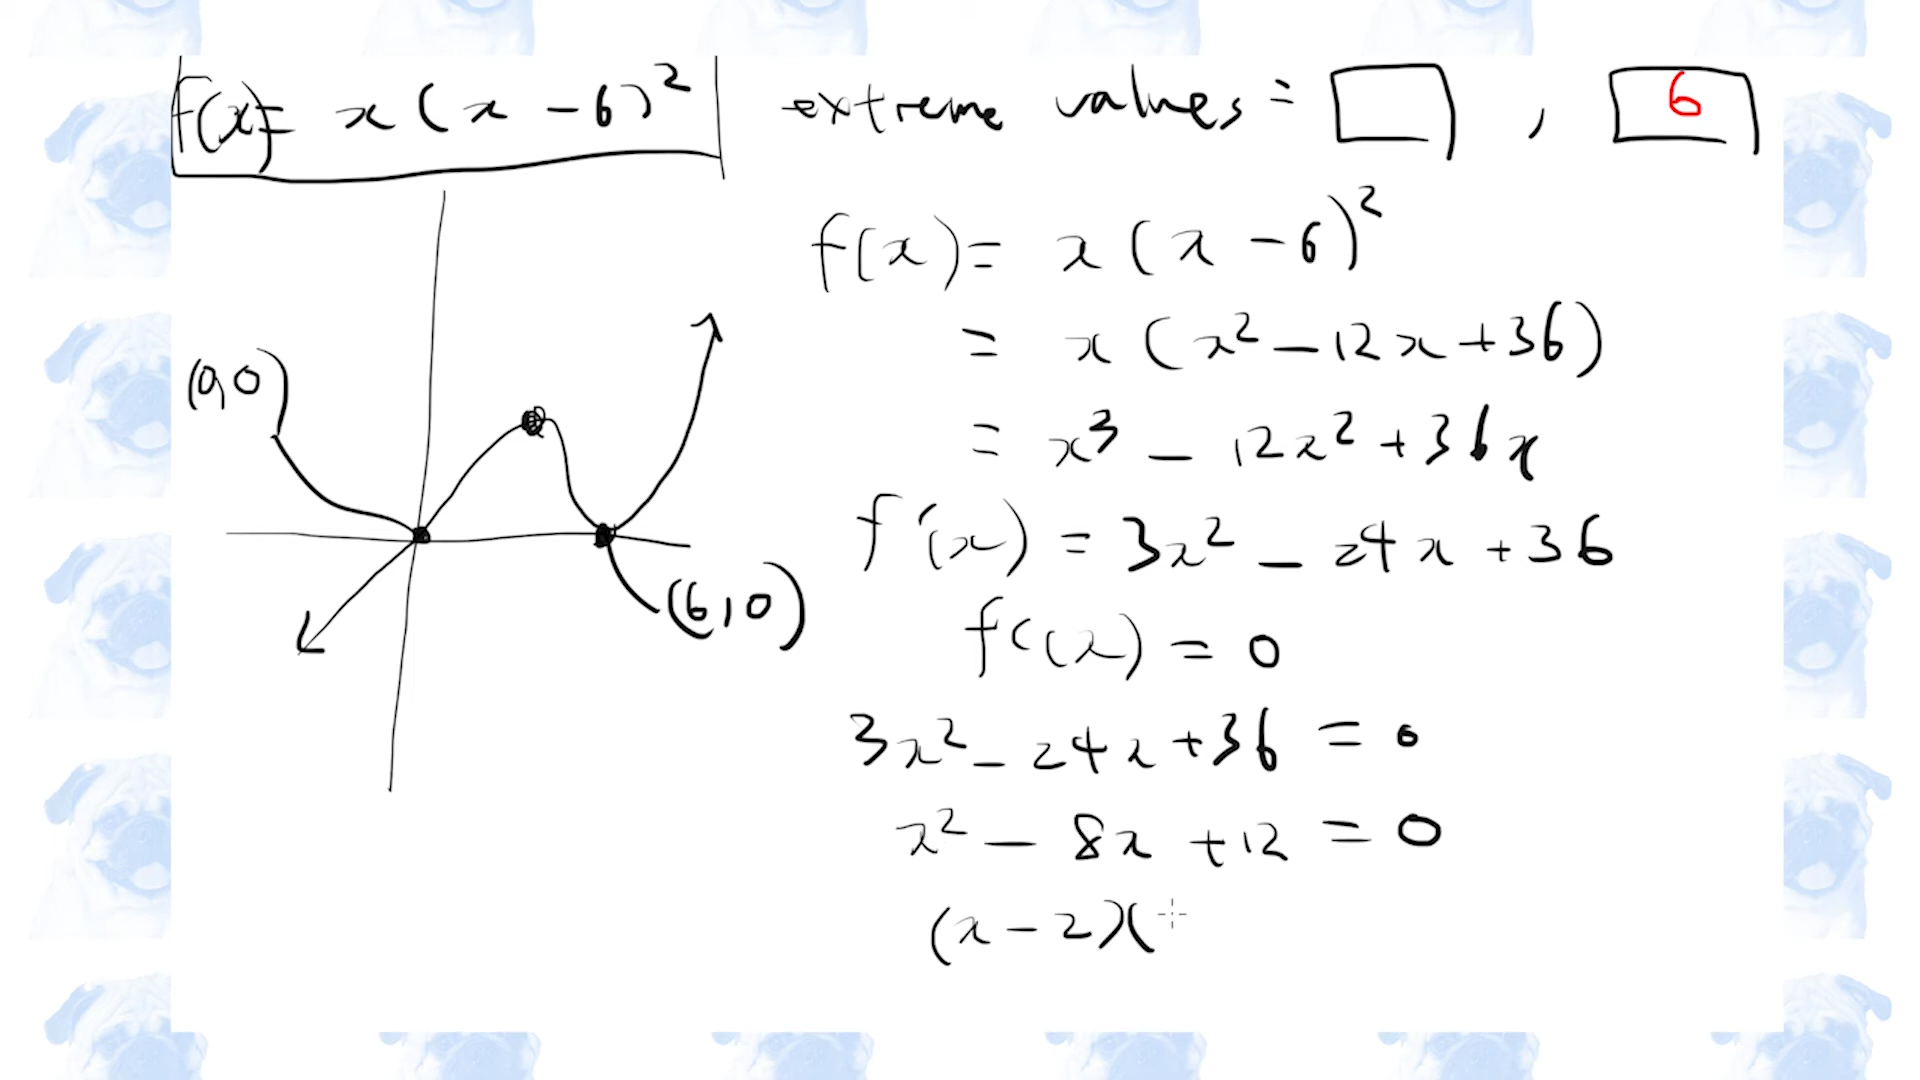 f(x)= x(x-6)² extreme values = , 6
f(x)= x(x-6)²
= x(x²-12x+36)
= x³-12x²+36x
f'(x) = 3x²-24x+36
f'(x) = 0
3x²-24x+36 = 0
x²-8x+12 = 0
(x-2)(
(0,0)
(6,0)